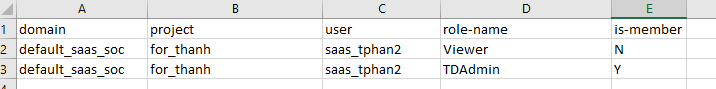 A B C D E
1 domain project user role-name is-member
2 default_saas_soc for_thanh saas_tphan2 Viewer N
3 default_saas_soc for_thanh saas_tphan2 TDAdmin Y